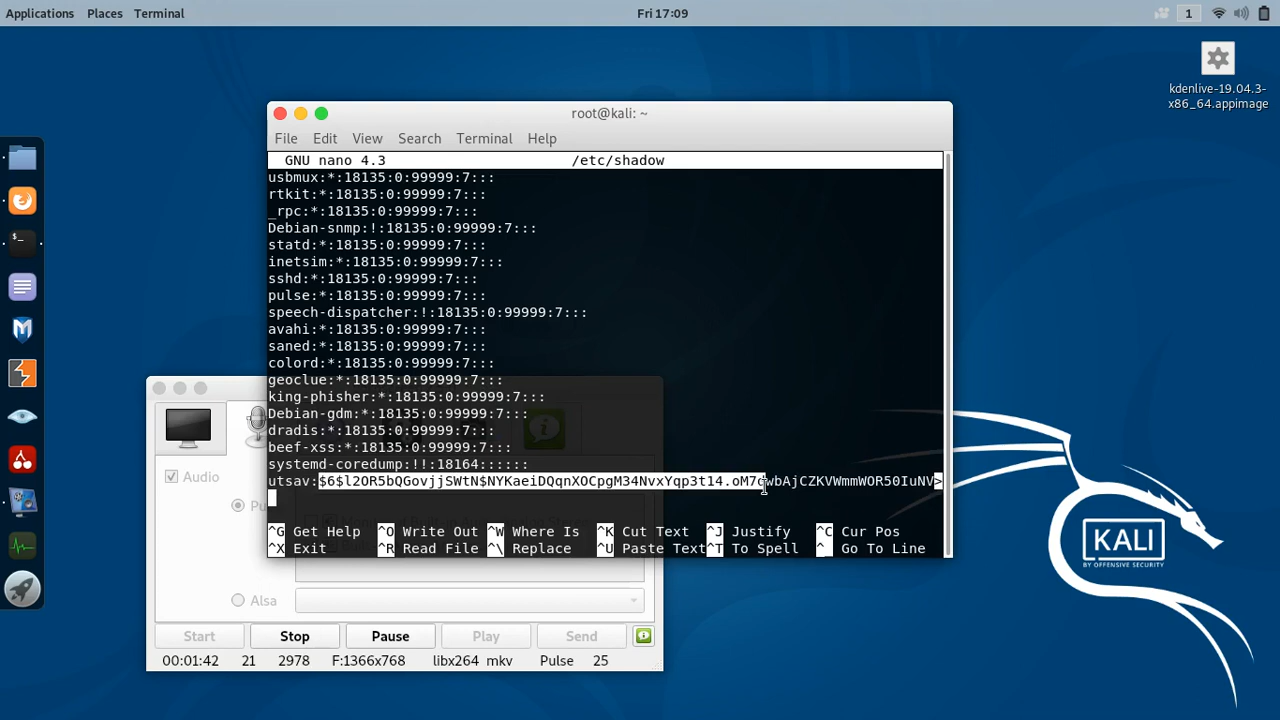 Applications Places Terminal Fri 17:09 1
kdenlive-19.04.3-
x86_64.appimage
root@kali: ~
File Edit View Search Terminal Help
GNU nano 4.3 /etc/shadow
usbmux:*:18135:0:99999:7:::
rtkit:*:18135:0:99999:7:::
_rpc:*:18135:0:99999:7:::
Debian-snmp:!:18135:0:99999:7:::
statd:*:18135:0:99999:7:::
inetsim:*:18135:0:99999:7:::
sshd:*:18135:0:99999:7:::
pulse:*:18135:0:99999:7:::
speech-dispatcher:!:18135:0:99999:7:::
avahi:*:18135:0:99999:7:::
saned:*:18135:0:99999:7:::
colord:*:18135:0:99999:7:::
geoclue:*:18135:0:99999:7:::
king-phisher:*:18135:0:99999:7:::
Debian-gdm:*:18135:0:99999:7:::
dradis:*:18135:0:99999:7:::
beef-xss:*:18135:0:99999:7:::
systemd-coredump:!!:18164::::::
utsav:
^G Get Help ^O Write Out ^W Where Is ^K Cut Text ^J Justify ^C Cur Pos
^X Exit ^R Read File ^\ Replace ^U Paste Text ^T To Spell ^_ Go To Line
Audio
Alsa
Start Stop Pause Play Send
00:01:42 21 2978 F:1366x768 libx264 mkv Pulse 25
KALI
BY OFFENSIVE SECURITY